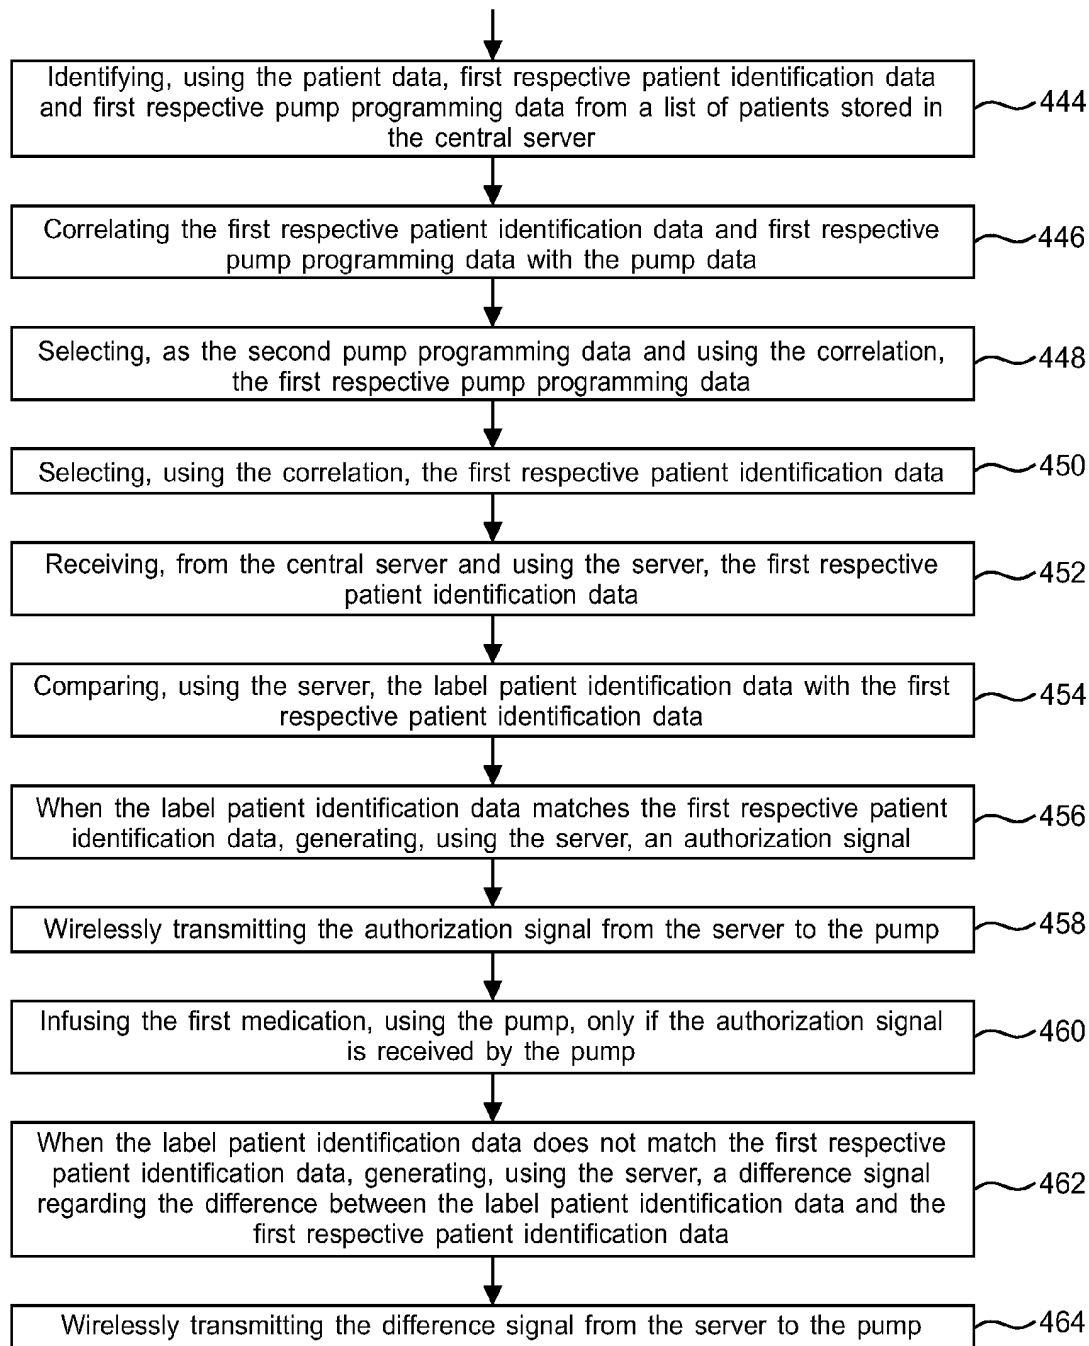 Identifying, using the patient data, first respective patient identification data
and first respective pump programming data from a list of patients stored in
the central server
444
Correlating the first respective patient identification data and first respective
pump programming data with the pump data
446
Selecting, as the second pump programming data and using the correlation,
the first respective pump programming data
448
Selecting, using the correlation, the first respective patient identification data
450
Receiving, from the central server and using the server, the first respective
patient identification data
452
Comparing, using the server, the label patient identification data with the first
respective patient identification data
454
When the label patient identification data matches the first respective patient
identification data, generating, using the server, an authorization signal
456
Wirelessly transmitting the authorization signal from the server to the pump
458
Infusing the first medication, using the pump, only if the authorization signal
is received by the pump
460
When the label patient identification data does not match the first respective
patient identification data, generating, using the server, a difference signal
regarding the difference between the label patient identification data and the
first respective patient identification data
462
Wirelessly transmitting the difference signal from the server to the pump
464